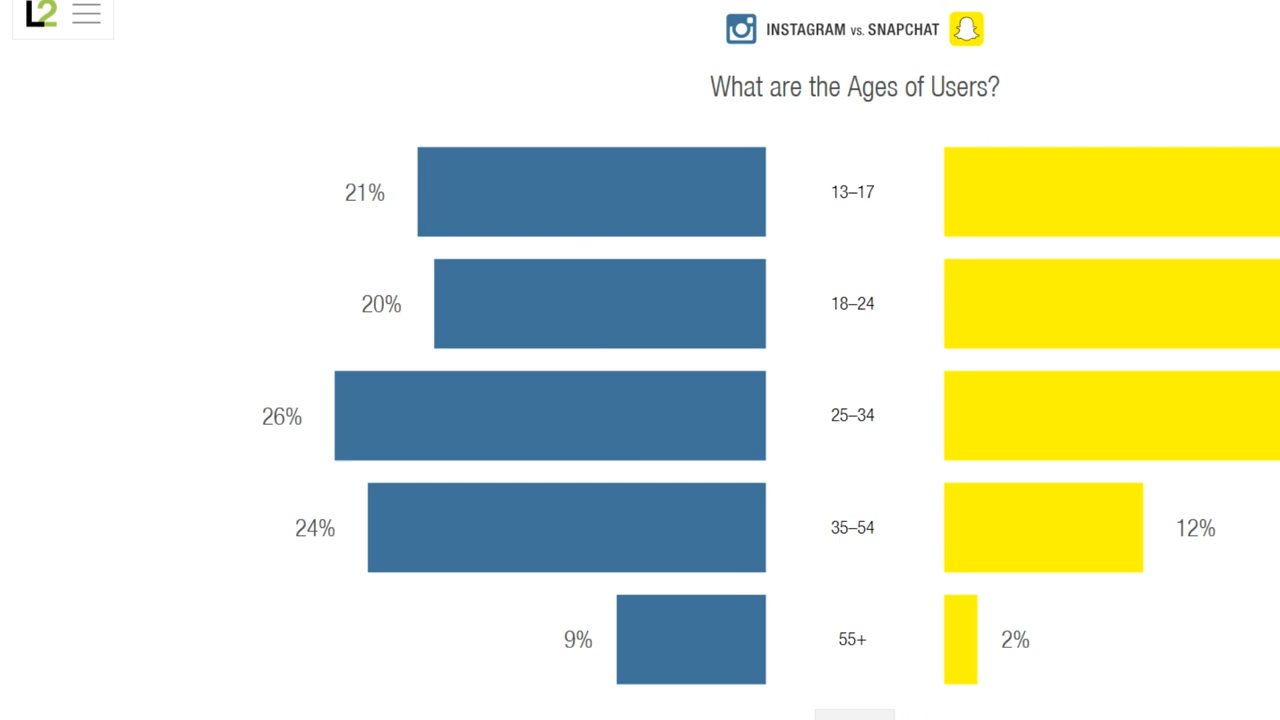 L2
INSTAGRAM vs. SNAPCHAT
What are the Ages of Users?
21% 13–17
20% 18–24
26% 25–34
24% 35–54 12%
9% 55+ 2%